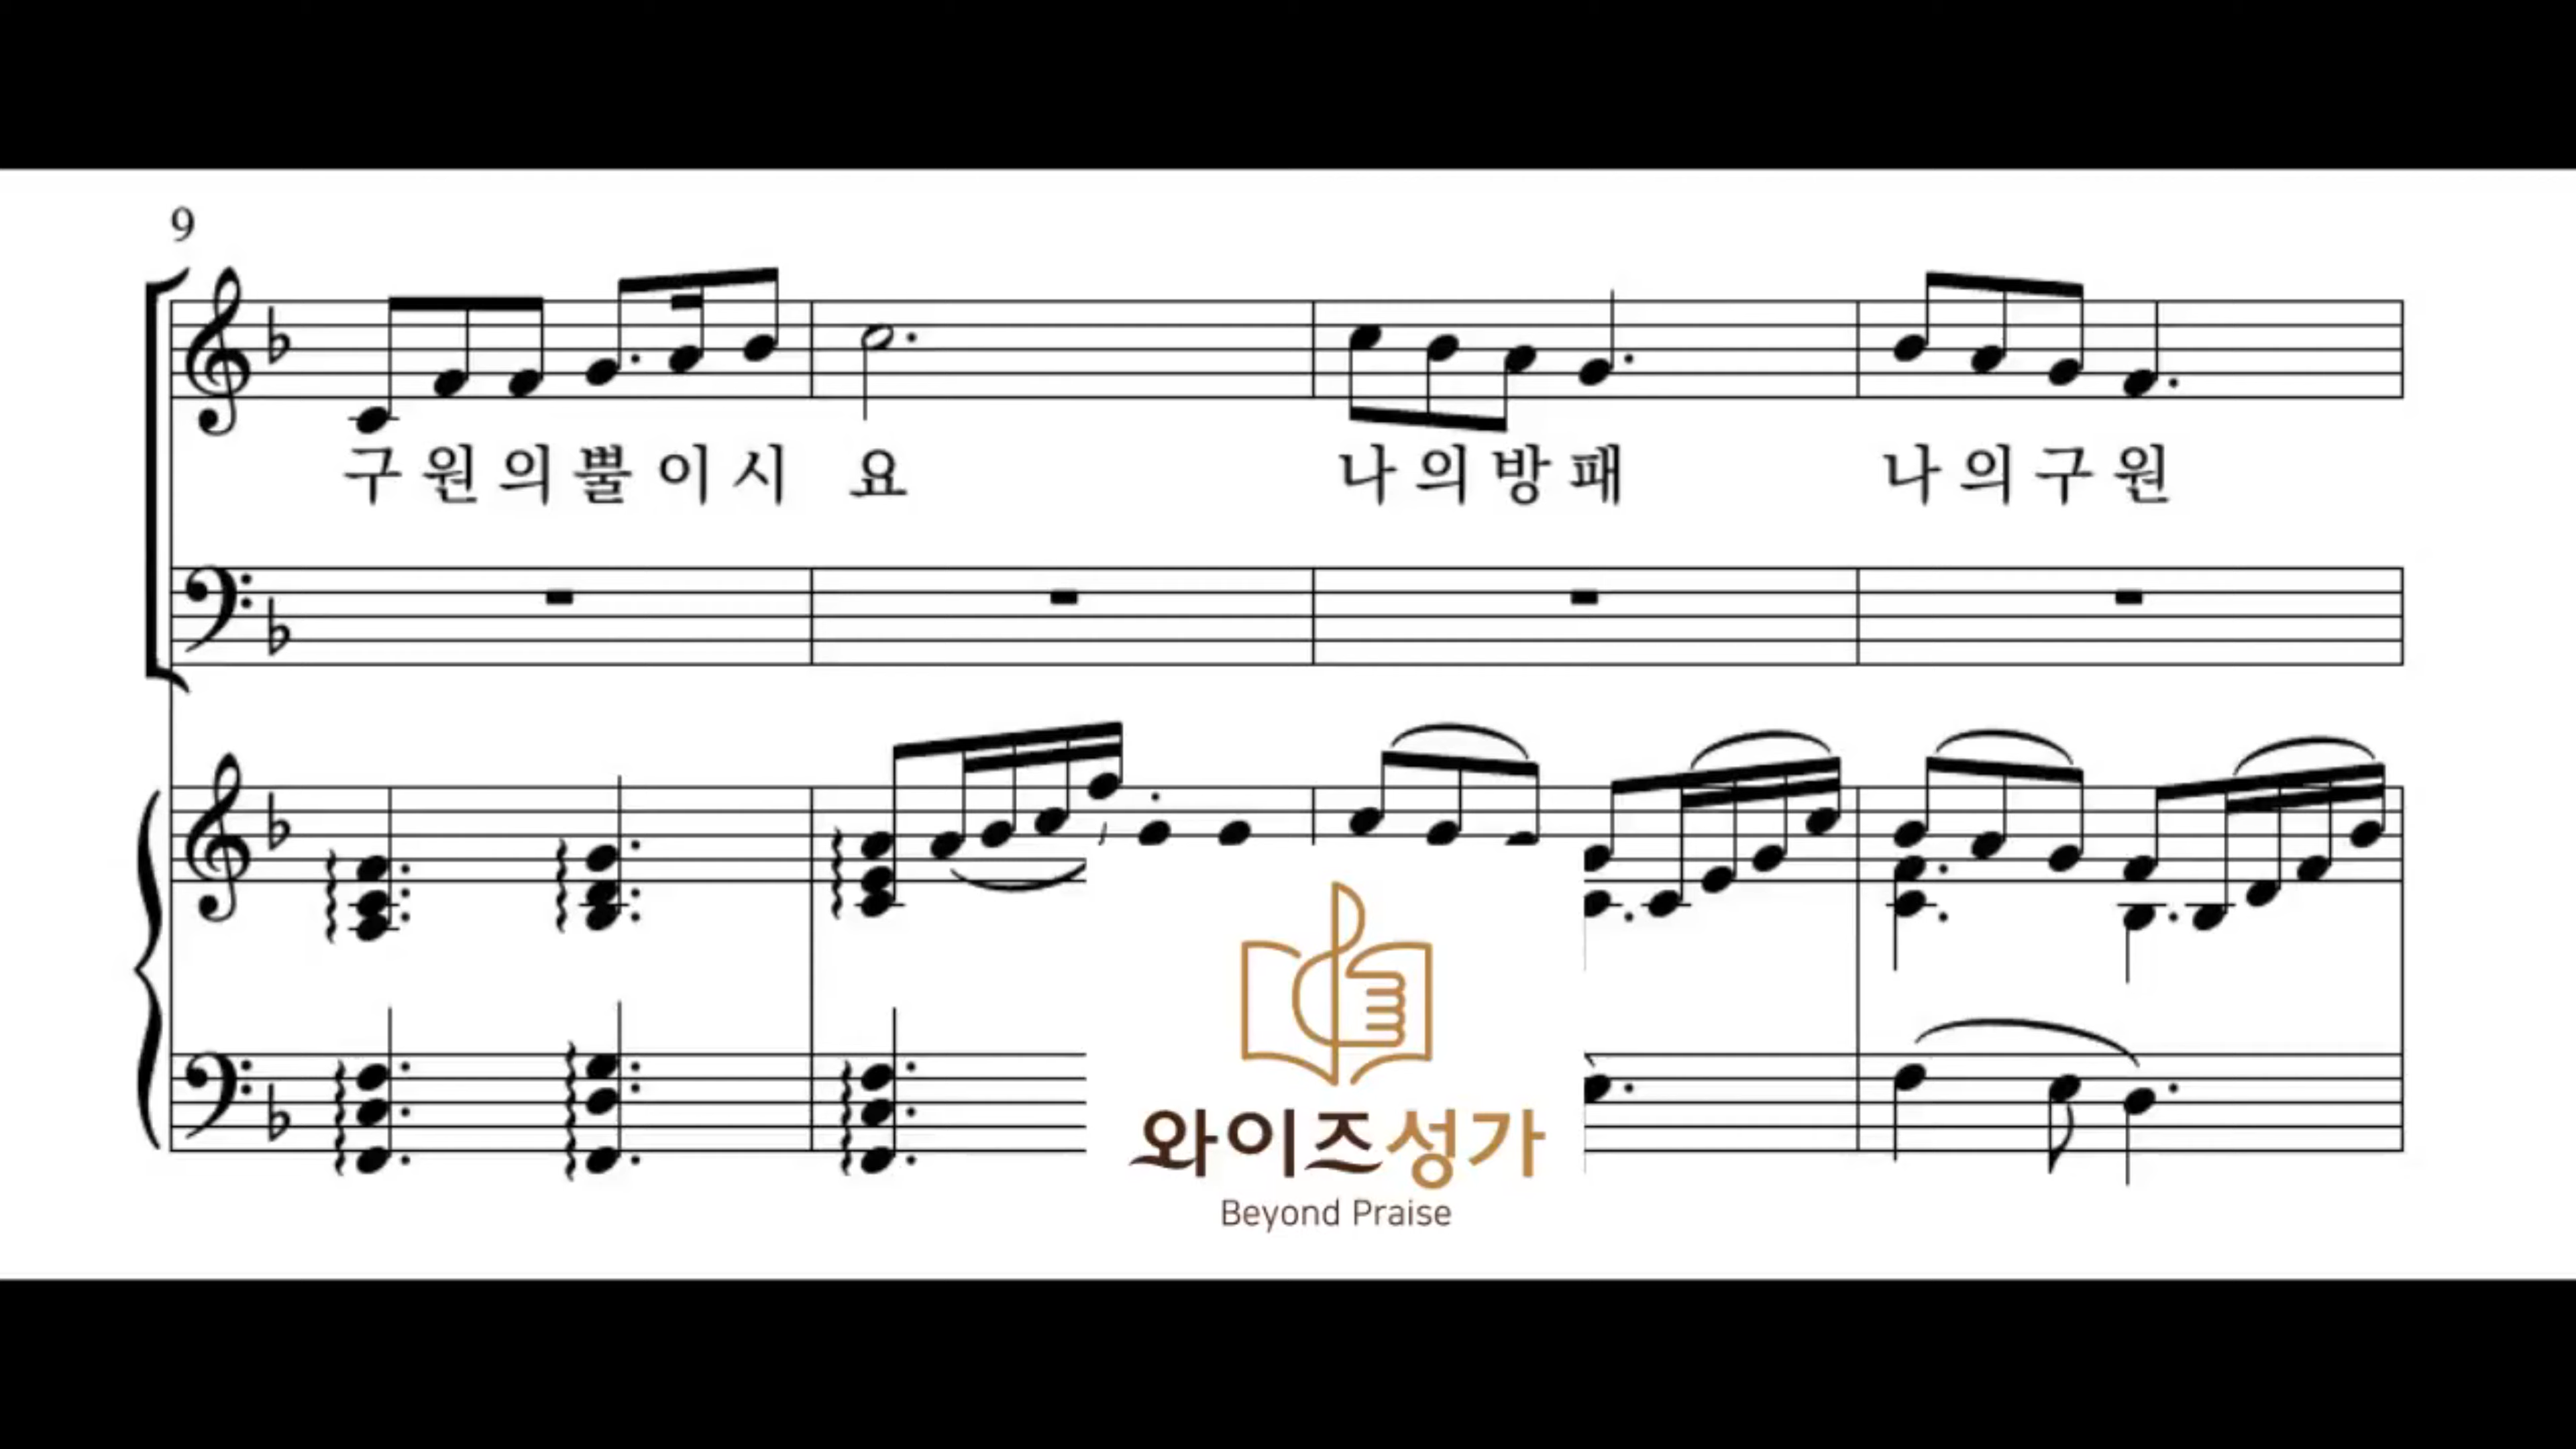 9
구 원 의 뿔 이 시 요 나 의 방 패 나 의 구 원
와이즈성가
Beyond Praise